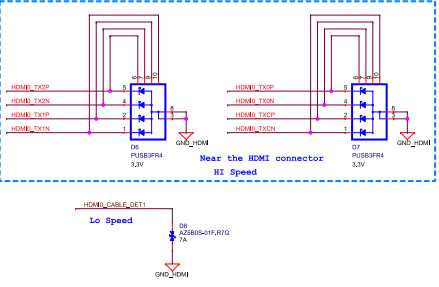 6 7 9 10
HDMI0_TX2P 5
HDMI0_TX2N 4
HDMI0_TX1P 2
HDMI0_TX1N 1
8
3
D6
PUSB3FR4
3,3V
GND_HDMI
6 7 9 10
HDMI0_TX0P 5
HDMI0_TX0N 4
HDMI0_TXCP 2
HDMI0_TXCN 1
8
3
D7
PUSB3FR4
3,3V
GND_HDMI
Near the HDMI connector
HI Speed
HDMI0_CABLE_DET1
Lo Speed
D8
AZ5B0S-01F.R7G
7A
GND_HDMI